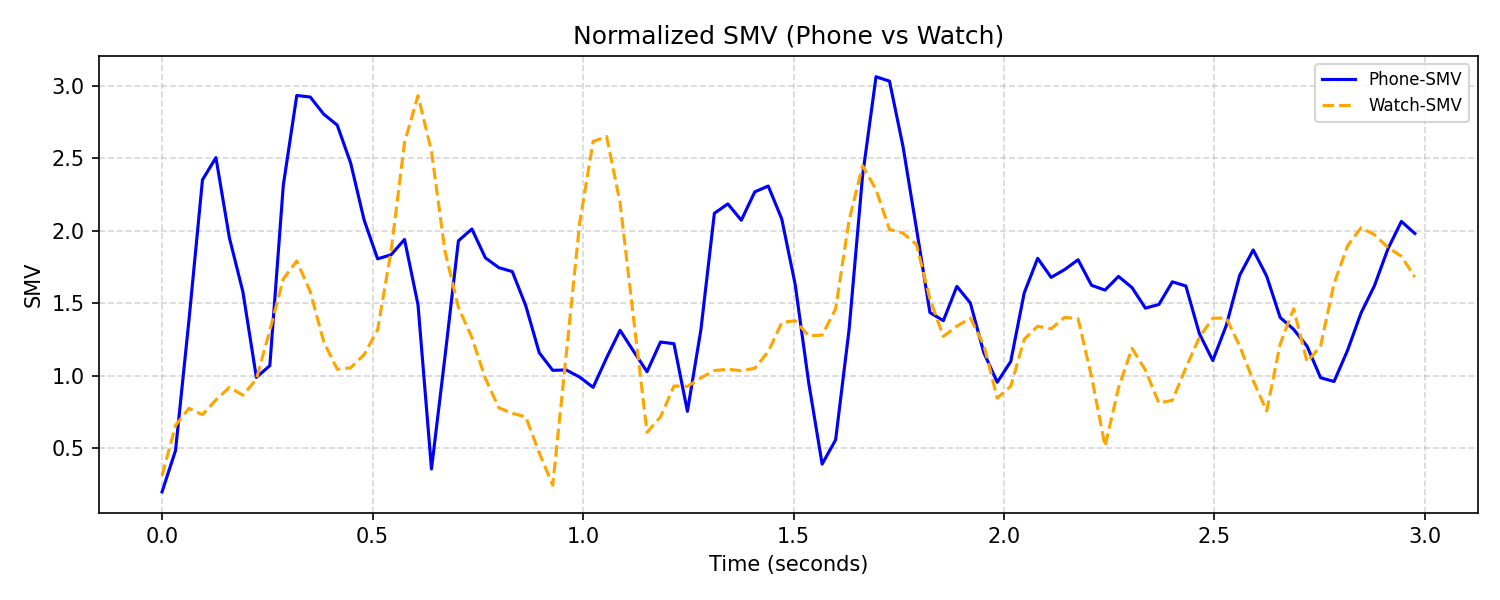 Normalized SMV (Phone vs Watch)
Phone-SMV
Watch-SMV
SMV
3.0
2.5
2.0
1.5
1.0
0.5
0.0 0.5 1.0 1.5 2.0 2.5 3.0
Time (seconds)